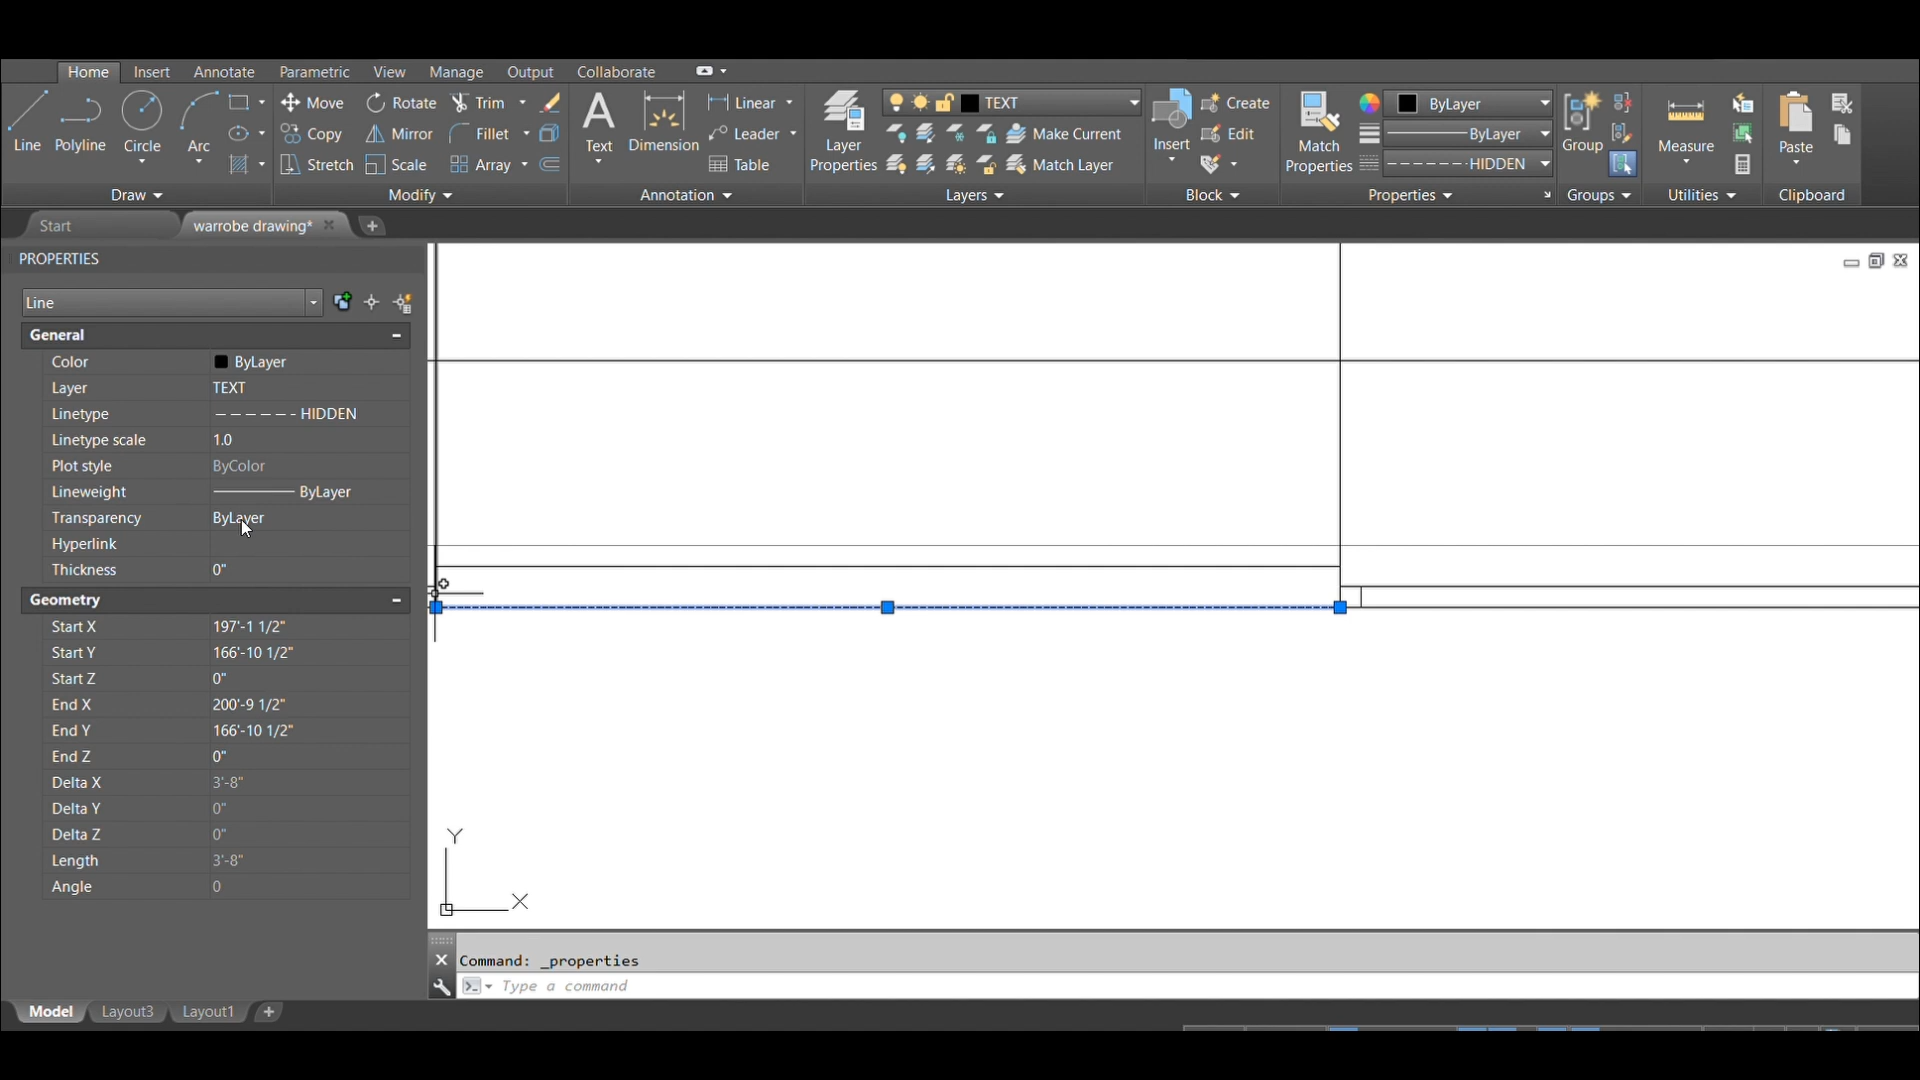 Home Insert Annotate Parametric View Manage Output Collaborate
Line Polyline Circle Arc
Move Rotate Trim
Copy Mirror Fillet
Stretch Scale Array
Text Dimension
Linear
Leader
Table
Layer Properties
TEXT
Make Current
Match Layer
Insert
Create
Edit
Match Properties
ByLayer
ByLayer
HIDDEN
Group
Measure
Paste
Draw Modify Annotation Layers Block Properties Groups Utilities Clipboard
Start warrobe drawing*
PROPERTIES
Line
General
Color ByLayer
Layer TEXT
Linetype HIDDEN
Linetype scale 1.0
Plot style ByColor
Lineweight ByLayer
Transparency ByLayer
Hyperlink
Thickness 0"
Geometry
Start X 197'-1 1/2"
Start Y 166'-10 1/2"
Start Z 0"
End X 200'-9 1/2"
End Y 166'-10 1/2"
End Z 0"
Delta X 3'-8"
Delta Y 0"
Delta Z 0"
Length 3'-8"
Angle 0
Y
X
Command: _properties
Type a command
Model Layout3 Layout1